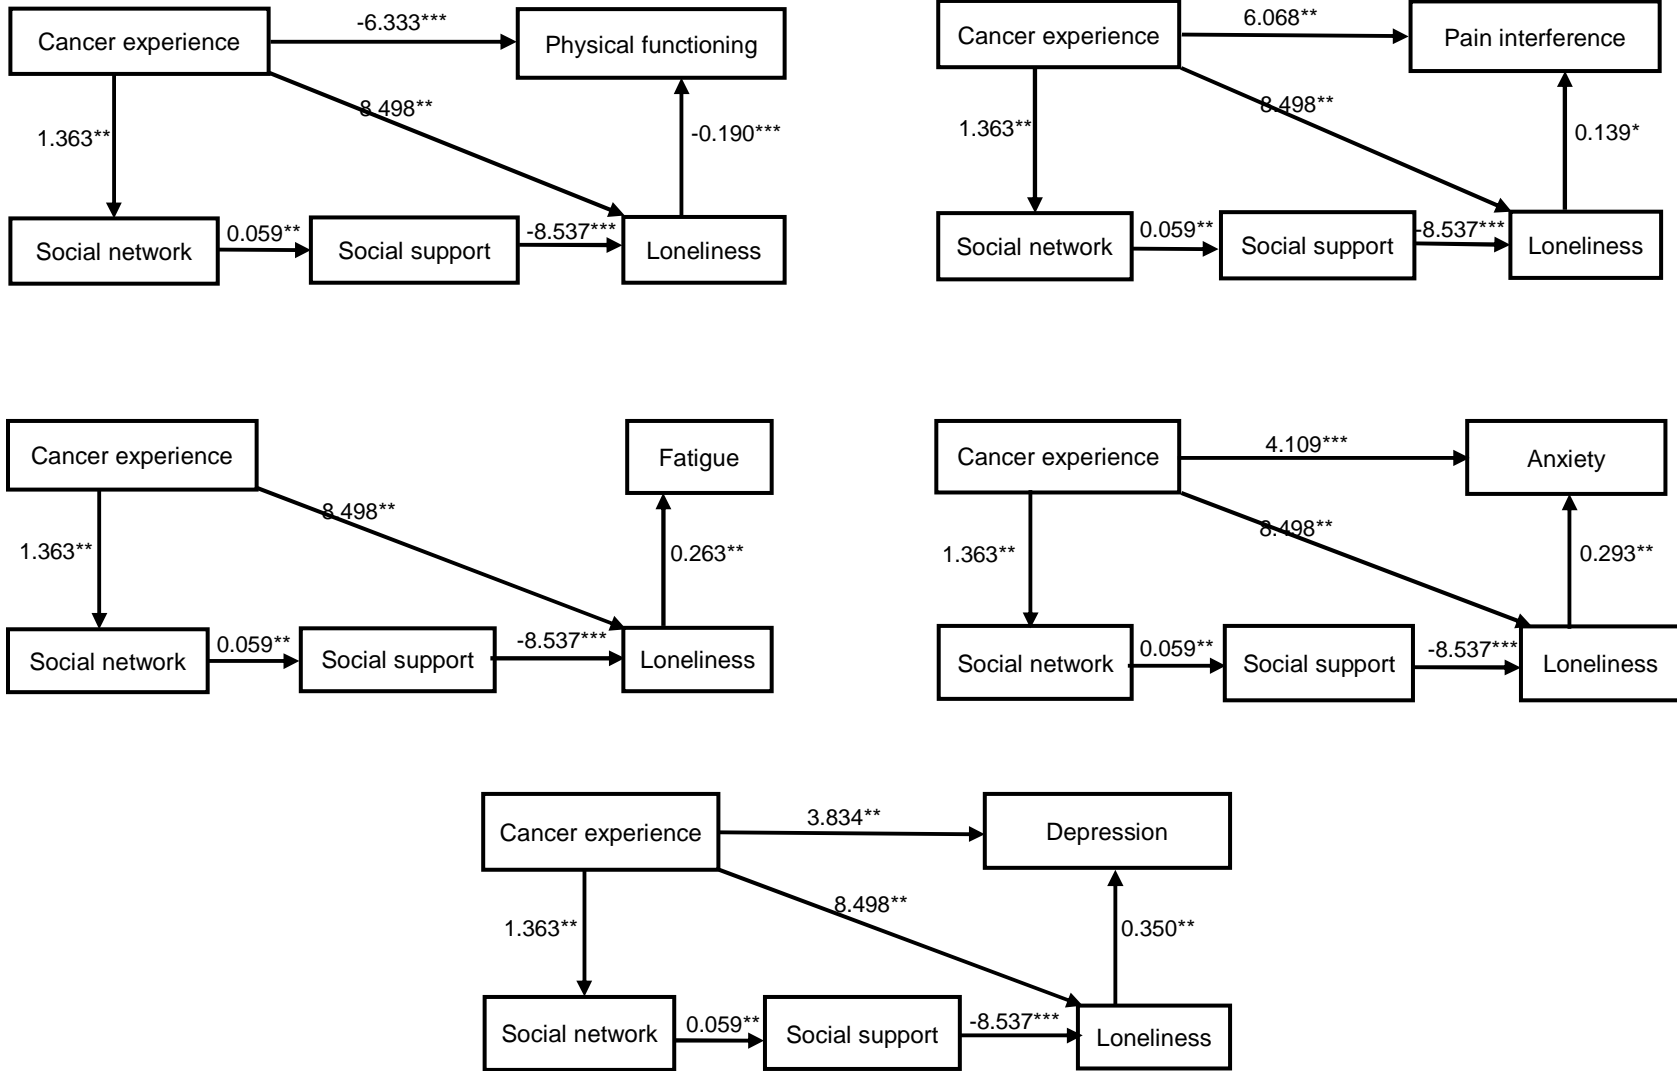 -6.333***
Cancer experience
Physical functioning
8.498**
1.363**
-0.190***
0.059**
-8.537***
Social network
Social support
Loneliness
6.068**
Cancer experience
Pain interference
8.498**
1.363**
0.139*
0.059**
-8.537***
Social network
Social support
Loneliness
Cancer experience
Fatigue
8.498**
1.363**
0.263**
0.059**
-8.537***
Social network
Social support
Loneliness
4.109***
Cancer experience
Anxiety
8.498**
1.363**
0.293**
0.059**
-8.537***
Social network
Social support
Loneliness
3.834**
Cancer experience
Depression
8.498**
1.363**
0.350**
0.059**
-8.537***
Social network
Social support
Loneliness